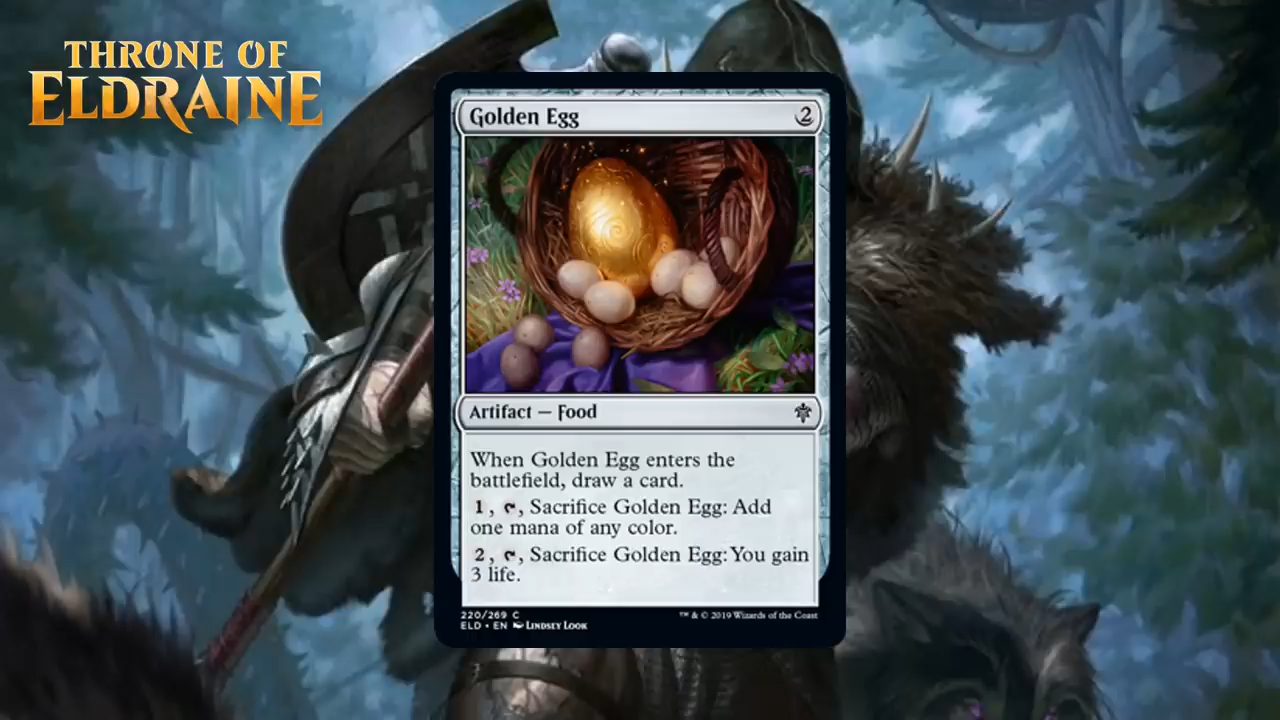 THRONE OF
ELDRAINE
Golden Egg 2
Artifact — Food
When Golden Egg enters the
battlefield, draw a card.
1, , Sacrifice Golden Egg: Add
one mana of any color.
2, , Sacrifice Golden Egg: You gain
3 life.
220/269 C ™ & © 2019 Wizards of the Coast
ELD • EN Lindsey Look